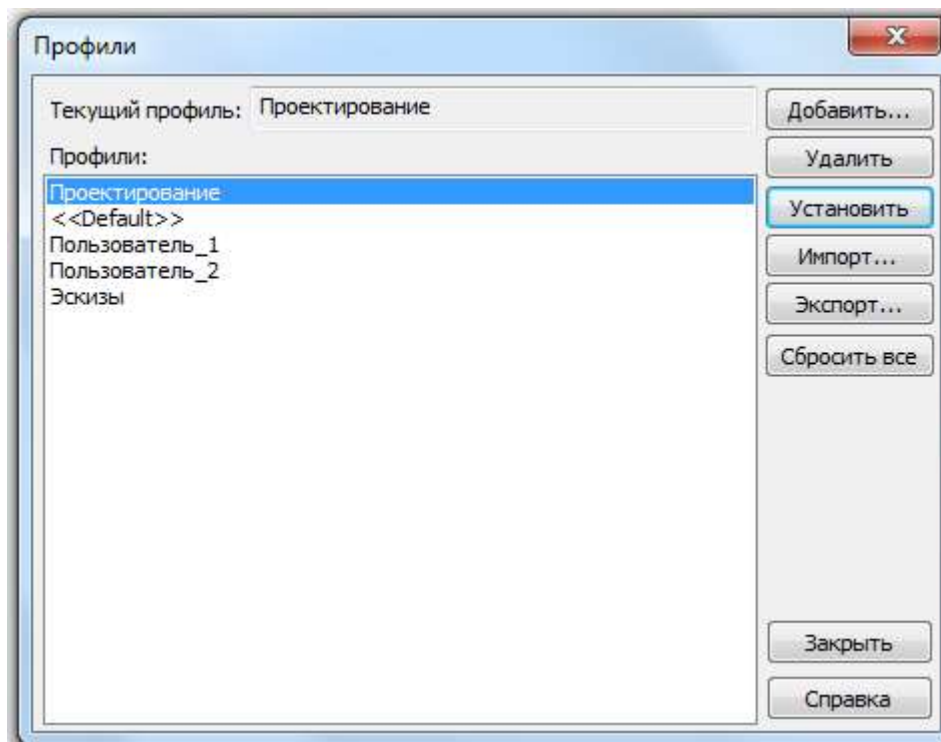 Профили
Текущий профиль: Проектирование
Добавить...
Профили:
Удалить
Проектирование
<<Default>>
Пользователь_1
Пользователь_2
Эскизы
Установить
Импорт...
Экспорт...
Сбросить все
Закрыть
Справка